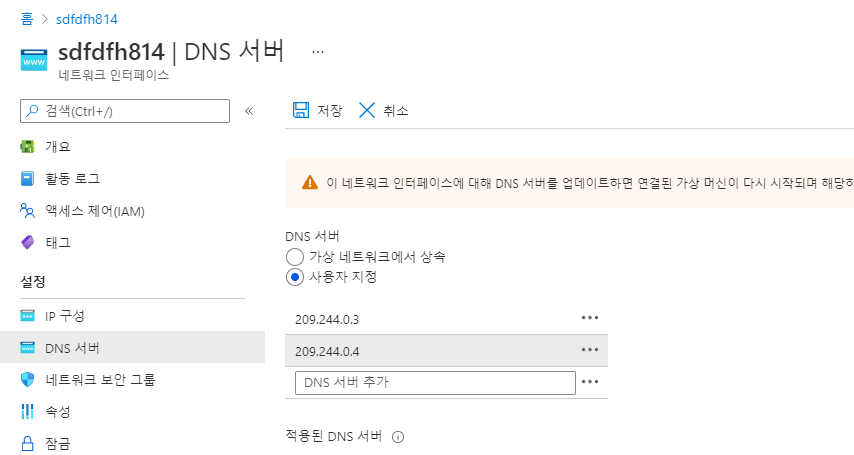 홈 > sdfdfh814
sdfdfh814 | DNS 서버 ...
네트워크 인터페이스
검색(Ctrl+/) «
저장 취소
개요
활동 로그
액세스 제어(IAM)
태그
설정
IP 구성
DNS 서버
네트워크 보안 그룹
속성
잠금
이 네트워크 인터페이스에 대해 DNS 서버를 업데이트하면 연결된 가상 머신이 다시 시작되며 해당하
DNS 서버
가상 네트워크에서 상속
사용자 지정
209.244.0.3 •••
209.244.0.4 •••
DNS 서버 추가 •••
적용된 DNS 서버